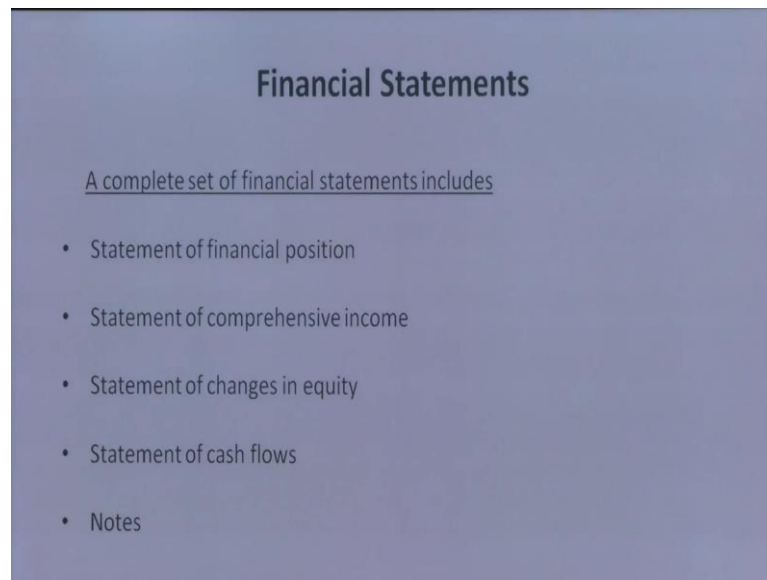 Financial Statements
A complete set of financial statements includes
• Statement of financial position
• Statement of comprehensive income
• Statement of changes in equity
• Statement of cash flows
• Notes